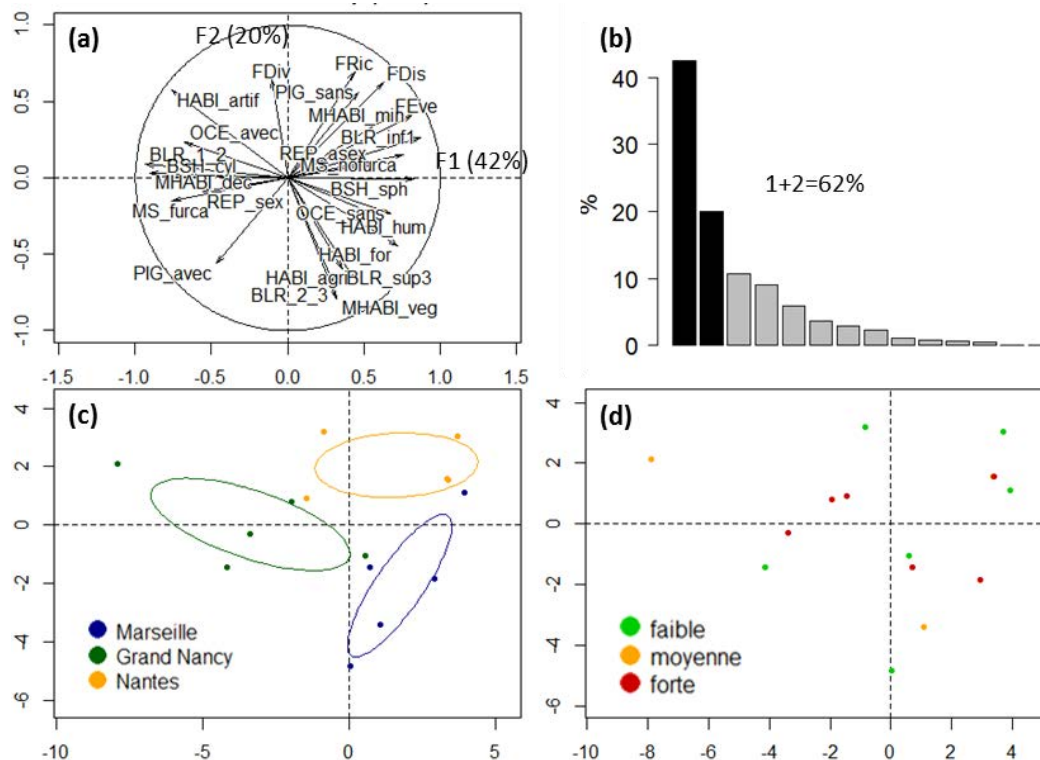 (a)
F2 (20%)
1.0
0.5
0.0
-0.5
-1.0
FDiv
FRic
FDis
PIG_sans
HABI_artif
MHABI_min
FEve
OCE_avec
BLR_inf1
BLR_1_2
REP_asex
F1 (42%)
BSH_cyl
MS_nofurca
MHABI_dec
BSH_sph
REP_sex
MS_furca
OCE_sans
HABI_hum
HABI_for
PIG_avec
HABI_agri
BLR_sup3
BLR_2_3
MHABI_veg
-1.5
-1.0
-0.5
0.0
0.5
1.0
1.5
(b)
%
40
30
20
10
0
1+2=62%
(c)
4
2
0
-2
-4
-6
Marseille
Grand Nancy
Nantes
-10
-5
0
5
(d)
4
2
0
-2
-4
-6
faible
moyenne
forte
-10
-8
-6
-4
-2
0
2
4